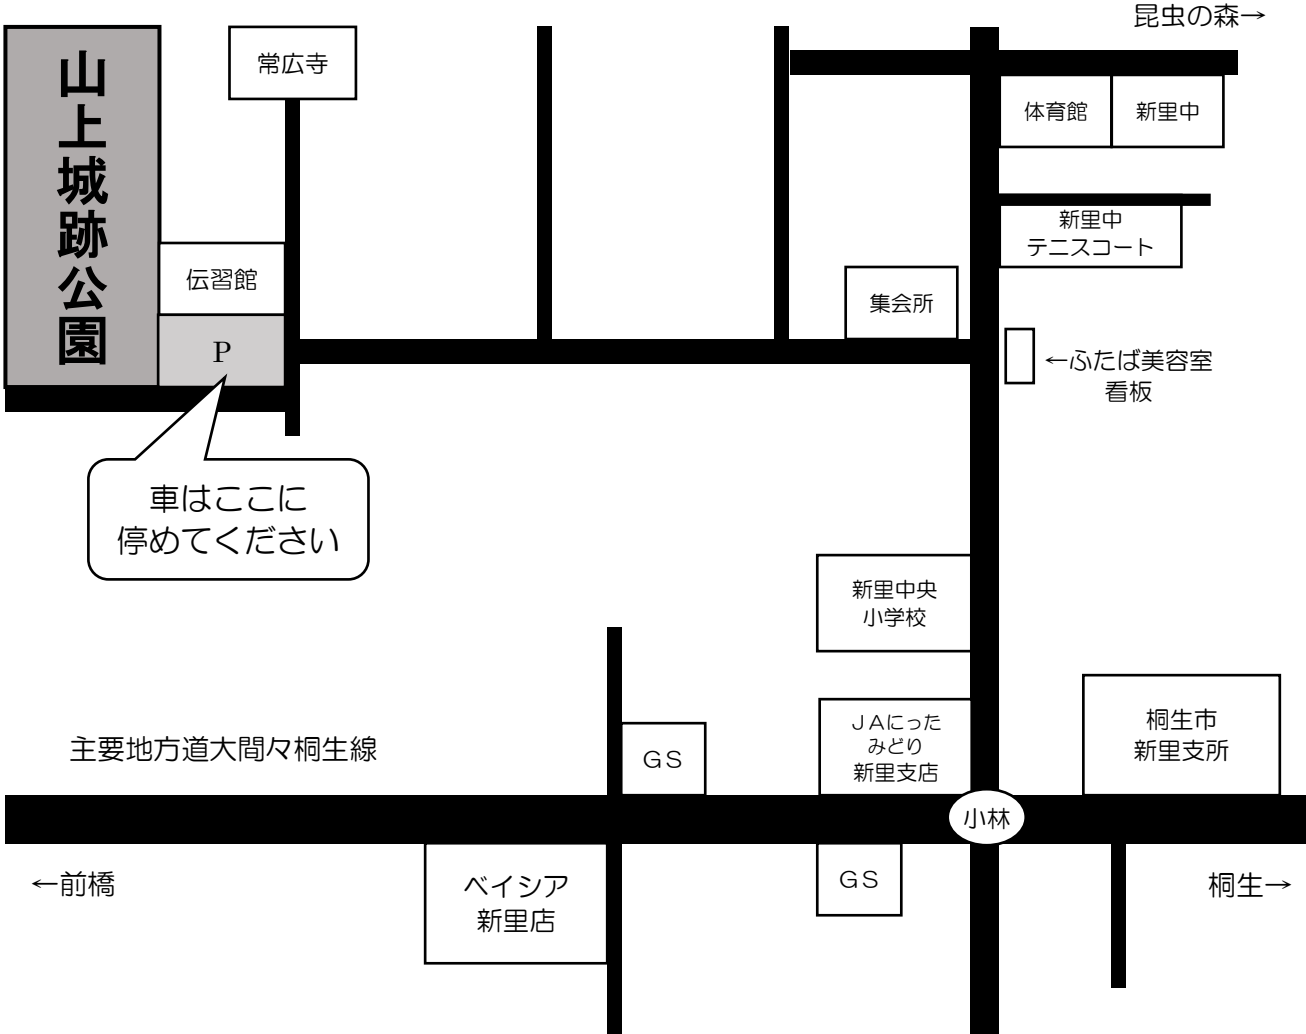 昆虫の森→
山上城跡公園
常広寺
体育館
新里中
新里中
テニスコート
伝習館
集会所
P
←ふたば美容室
看板
車はここに
停めてください
新里中央
小学校
主要地方道大間々桐生線
GS
JAにった
みどり
新里支店
桐生市
新里支所
小林
←前橋
ベイシア
新里店
GS
桐生→